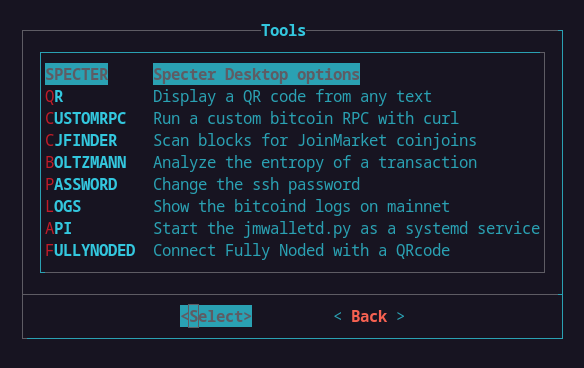 Tools
SPECTER Specter Desktop options
QR Display a QR code from any text
CUSTOMRPC Run a custom bitcoin RPC with curl
CJFINDER Scan blocks for JoinMarket coinjoins
BOLTZMANN Analyze the entropy of a transaction
PASSWORD Change the ssh password
LOGS Show the bitcoind logs on mainnet
API Start the jmwalletd.py as a systemd service
FULLYNODED Connect Fully Noded with a QRcode
<Select> < Back >